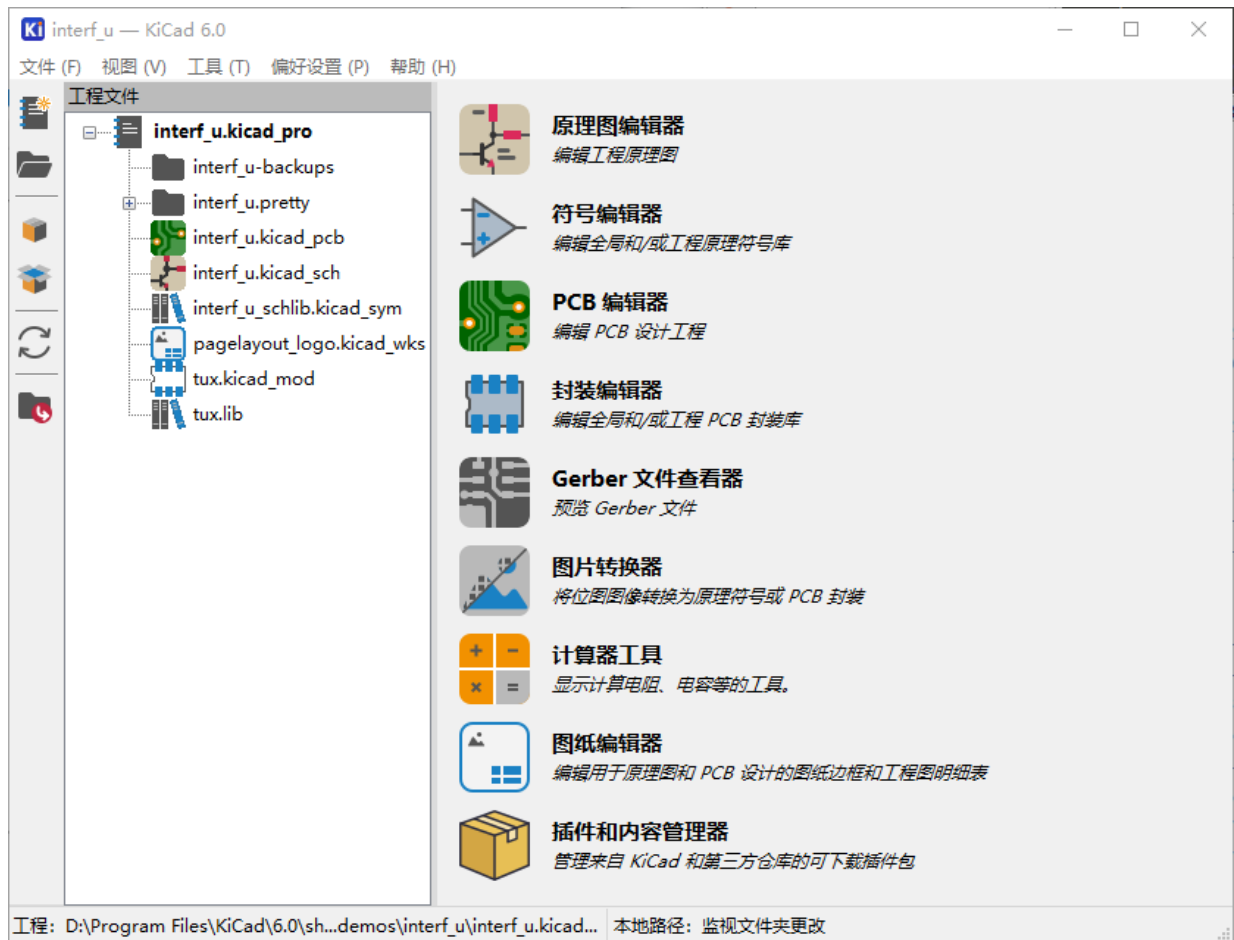 interf_u — KiCad 6.0
文件 (F) 视图 (V) 工具 (T) 偏好设置 (P) 帮助 (H)
工程文件
interf_u.kicad_pro
interf_u-backups
interf_u.pretty
interf_u.kicad_pcb
interf_u.kicad_sch
interf_u_schlib.kicad_sym
pagelayout_logo.kicad_wks
tux.kicad_mod
tux.lib
原理图编辑器
编辑工程原理图
符号编辑器
编辑全局和/或工程原理符号库
PCB 编辑器
编辑 PCB 设计工程
封装编辑器
编辑全局和/或工程 PCB 封装库
Gerber 文件查看器
预览 Gerber 文件
图片转换器
将位图图像转换为原理符号或 PCB 封装
计算器工具
显示计算电阻、电容等的工具。
图纸编辑器
编辑用于原理图和 PCB 设计的图纸边框和工程图明细表
插件和内容管理器
管理来自 KiCad 和第三方仓库的可下载插件包
工程: D:\Program Files\KiCad\6.0\sh...demos\interf_u\interf_u.kicad... 本地路径: 监视文件夹更改